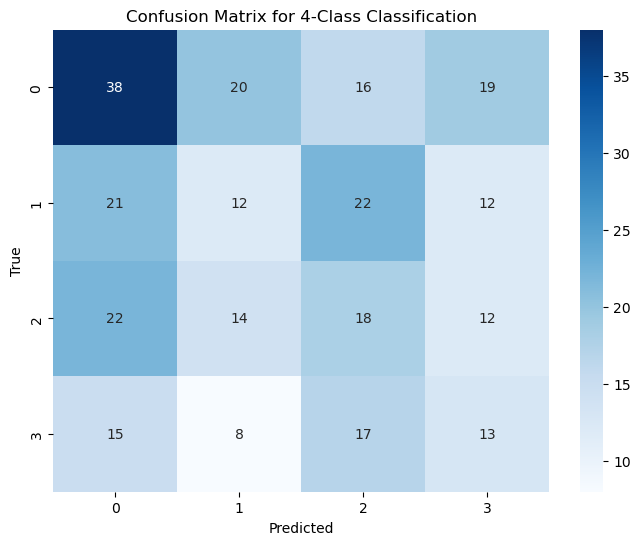 Confusion Matrix for 4-Class Classification
0 38 20 16 19
1 21 12 22 12
2 22 14 18 12
3 15 8 17 13
0 1 2 3
Predicted
True
35
30
25
20
15
10